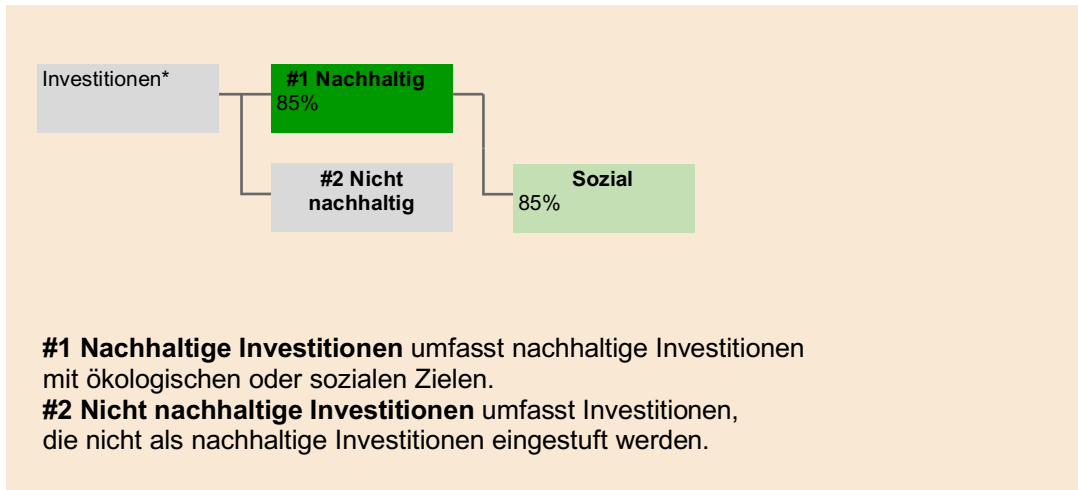 Investitionen*
#1 Nachhaltig
85%
#2 Nicht
nachhaltig
Sozial
85%
#1 Nachhaltige Investitionen umfasst nachhaltige Investitionen
mit ökologischen oder sozialen Zielen.
#2 Nicht nachhaltige Investitionen umfasst Investitionen,
die nicht als nachhaltige Investitionen eingestuft werden.